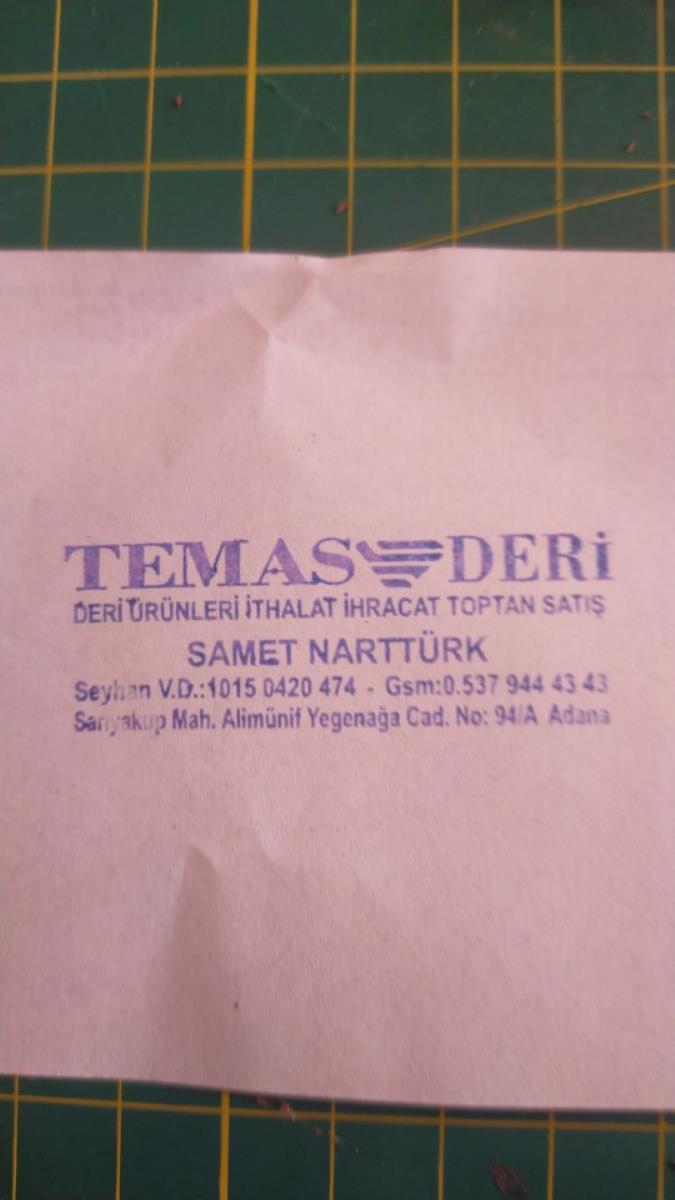 TEMAS DERİ
DERİ ÜRÜNLERİ İTHALAT İHRACAT TOPTAN SATIŞ
SAMET NARTTÜRK
Seyhan V.D.:1015 0420 474 - Gsm:0.537 944 43 43
Sarıyakup Mah. Alimünif Yegenağa Cad. No: 94/A Adana